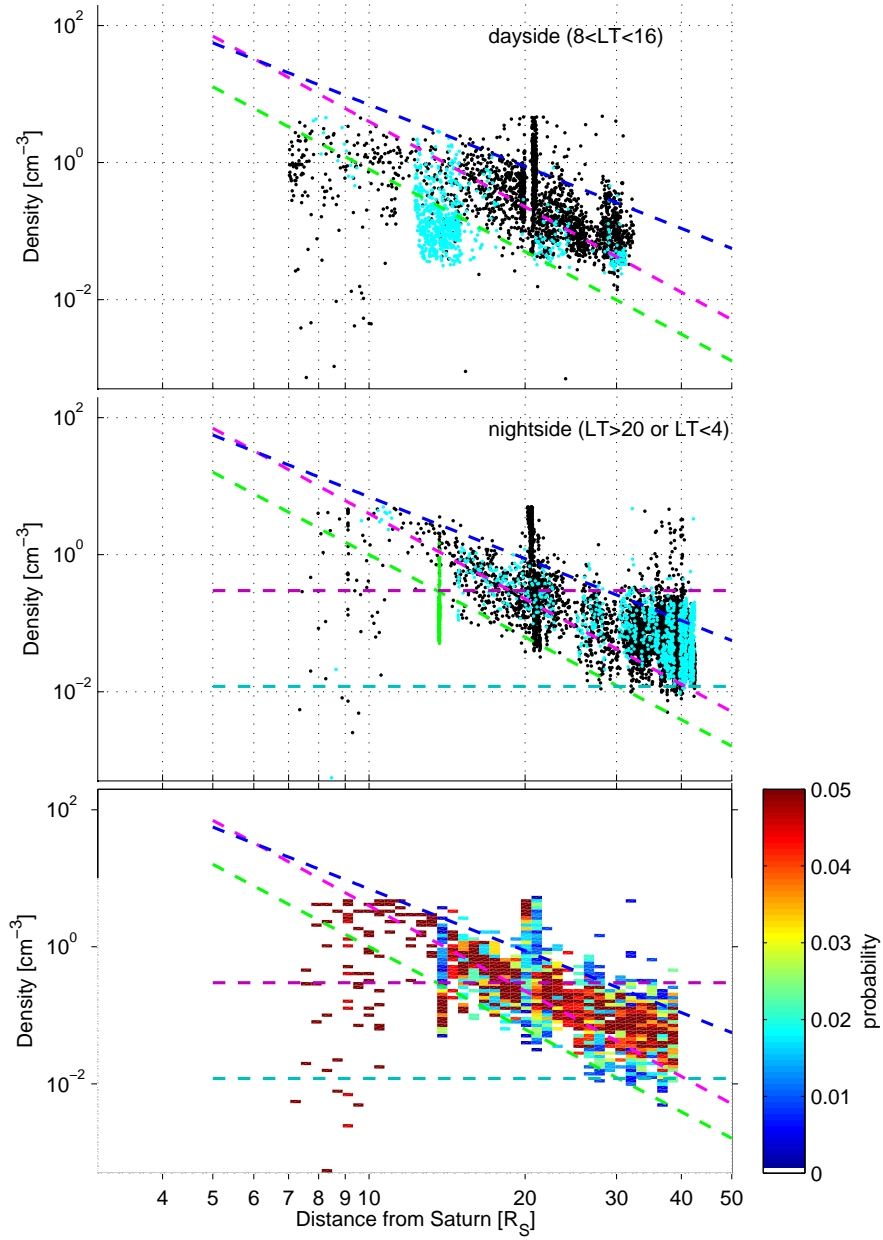 dayside (8<LT<16)
10^2
10^0
10^−2
Density [cm^−3]
nightside (LT>20 or LT<4)
10^2
10^0
10^−2
Density [cm^−3]
10^2
10^0
10^−2
Density [cm^−3]
4 5 6 7 8 9 10 20 30 40 50
Distance from Saturn [R_S]
0.05
0.04
0.03
0.02
0.01
0
probability